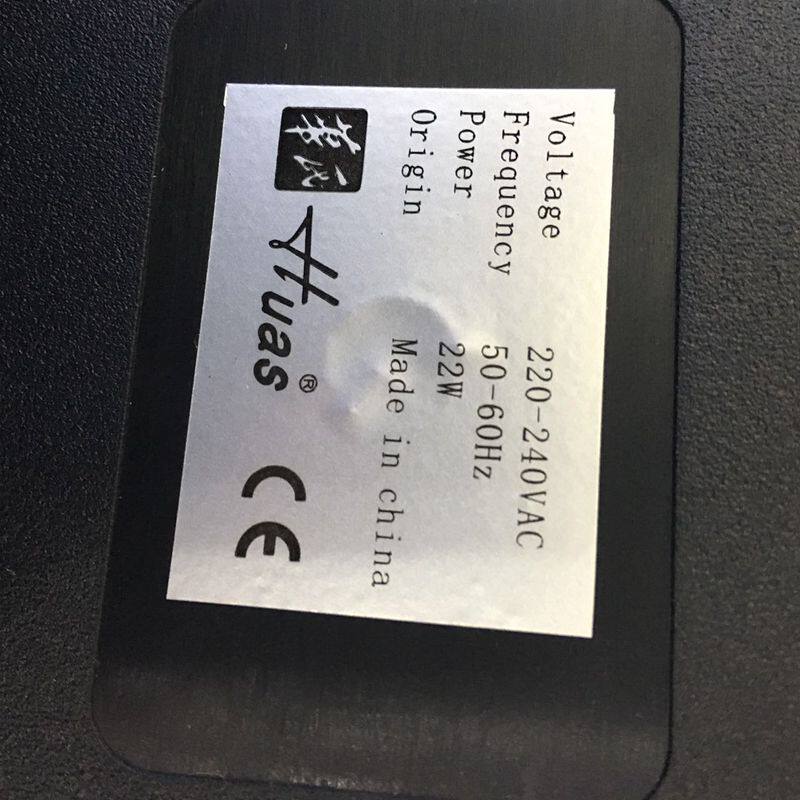 Voltage 220-240VAC
Frequency 50-60Hz
Power 22W
Origin Made in china
Huas® CE